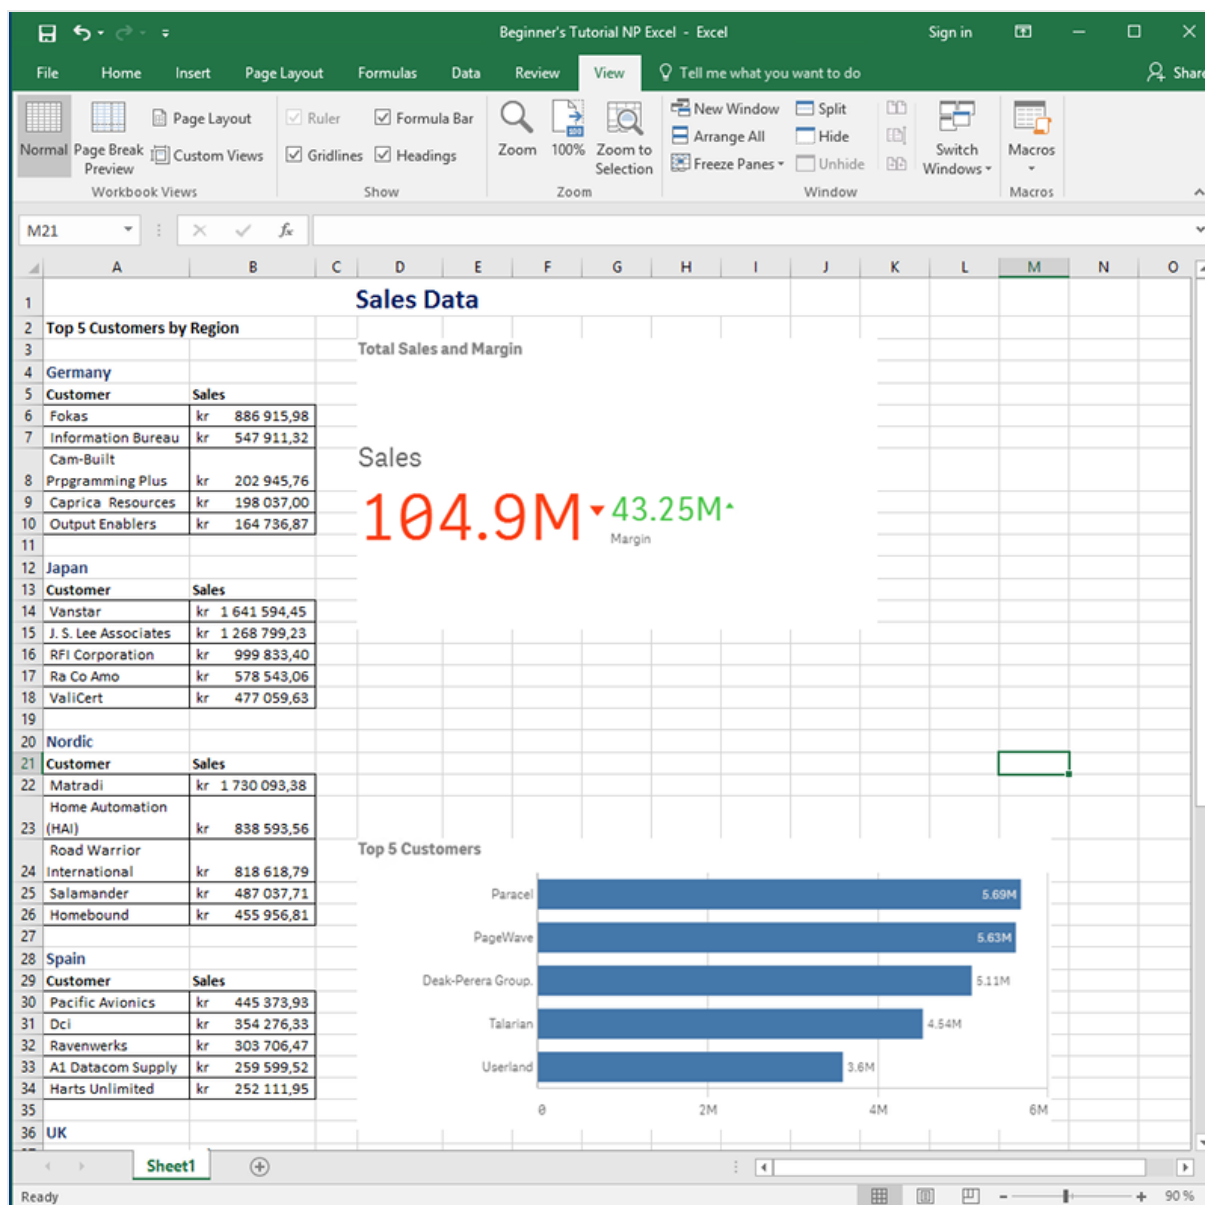 Beginner's Tutorial NP Excel - Excel
Sign in
File Home Insert Page Layout Formulas Data Review View Tell me what you want to do Share
Normal
Page Break Preview
Page Layout
Custom Views
Workbook Views
Ruler
Formula Bar
Gridlines
Headings
Show
Zoom
100%
Zoom to Selection
Zoom
New Window
Arrange All
Freeze Panes
Split
Hide
Unhide
Switch Windows
Window
Macros
Macros
M21
fx
A B C D E F G H I J K L M N O
1 Sales Data
2 Top 5 Customers by Region
3
4 Germany
5 Customer Sales
6 Fokas kr 886 915,98
7 Information Bureau kr 547 911,32
Cam-Built
8 Prpgramming Plus kr 202 945,76
9 Caprica Resources kr 198 037,00
10 Output Enablers kr 164 736,87
11
12 Japan
13 Customer Sales
14 Vanstar kr 1 641 594,45
15 J. S. Lee Associates kr 1 268 799,23
16 RFI Corporation kr 999 833,40
17 Ra Co Amo kr 578 543,06
18 ValiCert kr 477 059,63
19
20 Nordic
21 Customer Sales
22 Matradi kr 1 730 093,38
Home Automation
23 (HAI) kr 838 593,56
Road Warrior
24 International kr 818 618,79
25 Salamander kr 487 037,71
26 Homebound kr 455 956,81
27
28 Spain
29 Customer Sales
30 Pacific Avionics kr 445 373,93
31 Dci kr 354 276,33
32 Ravenwerks kr 303 706,47
33 A1 Datacom Supply kr 259 599,52
34 Harts Unlimited kr 252 111,95
35
36 UK
Total Sales and Margin
Sales
104.9M 43.25M
Margin
Top 5 Customers
Paracel 5.69M
PageWave 5.63M
Deak-Perera Group. 5.11M
Talarian 4.54M
Userland 3.6M
0 2M 4M 6M
Sheet1
Ready
90 %